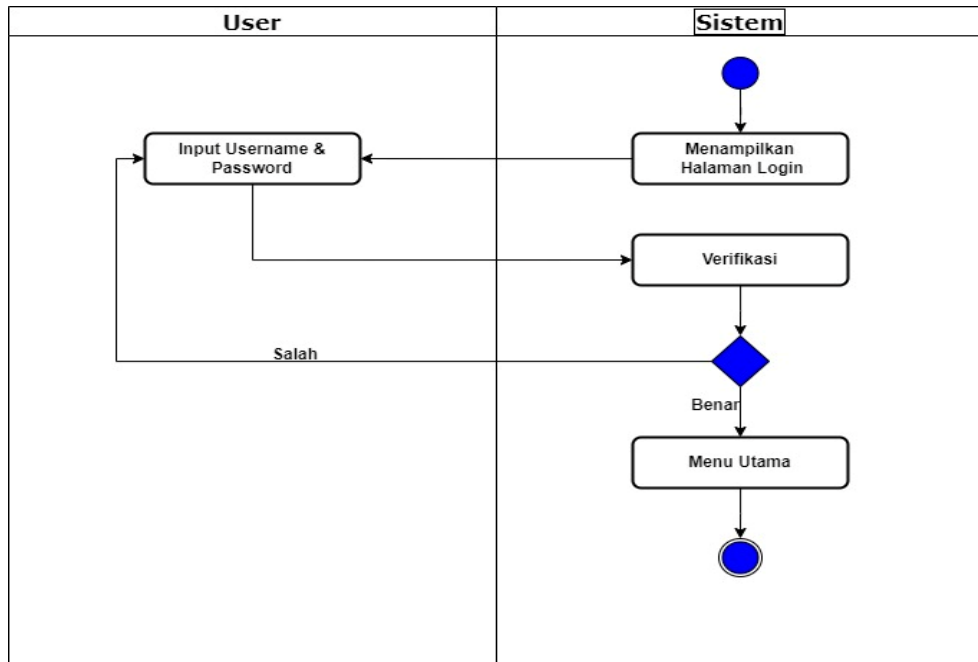 User
Sistem
Input Username &
Password
Menampilkan
Halaman Login
Verifikasi
Salah
Benar
Menu Utama